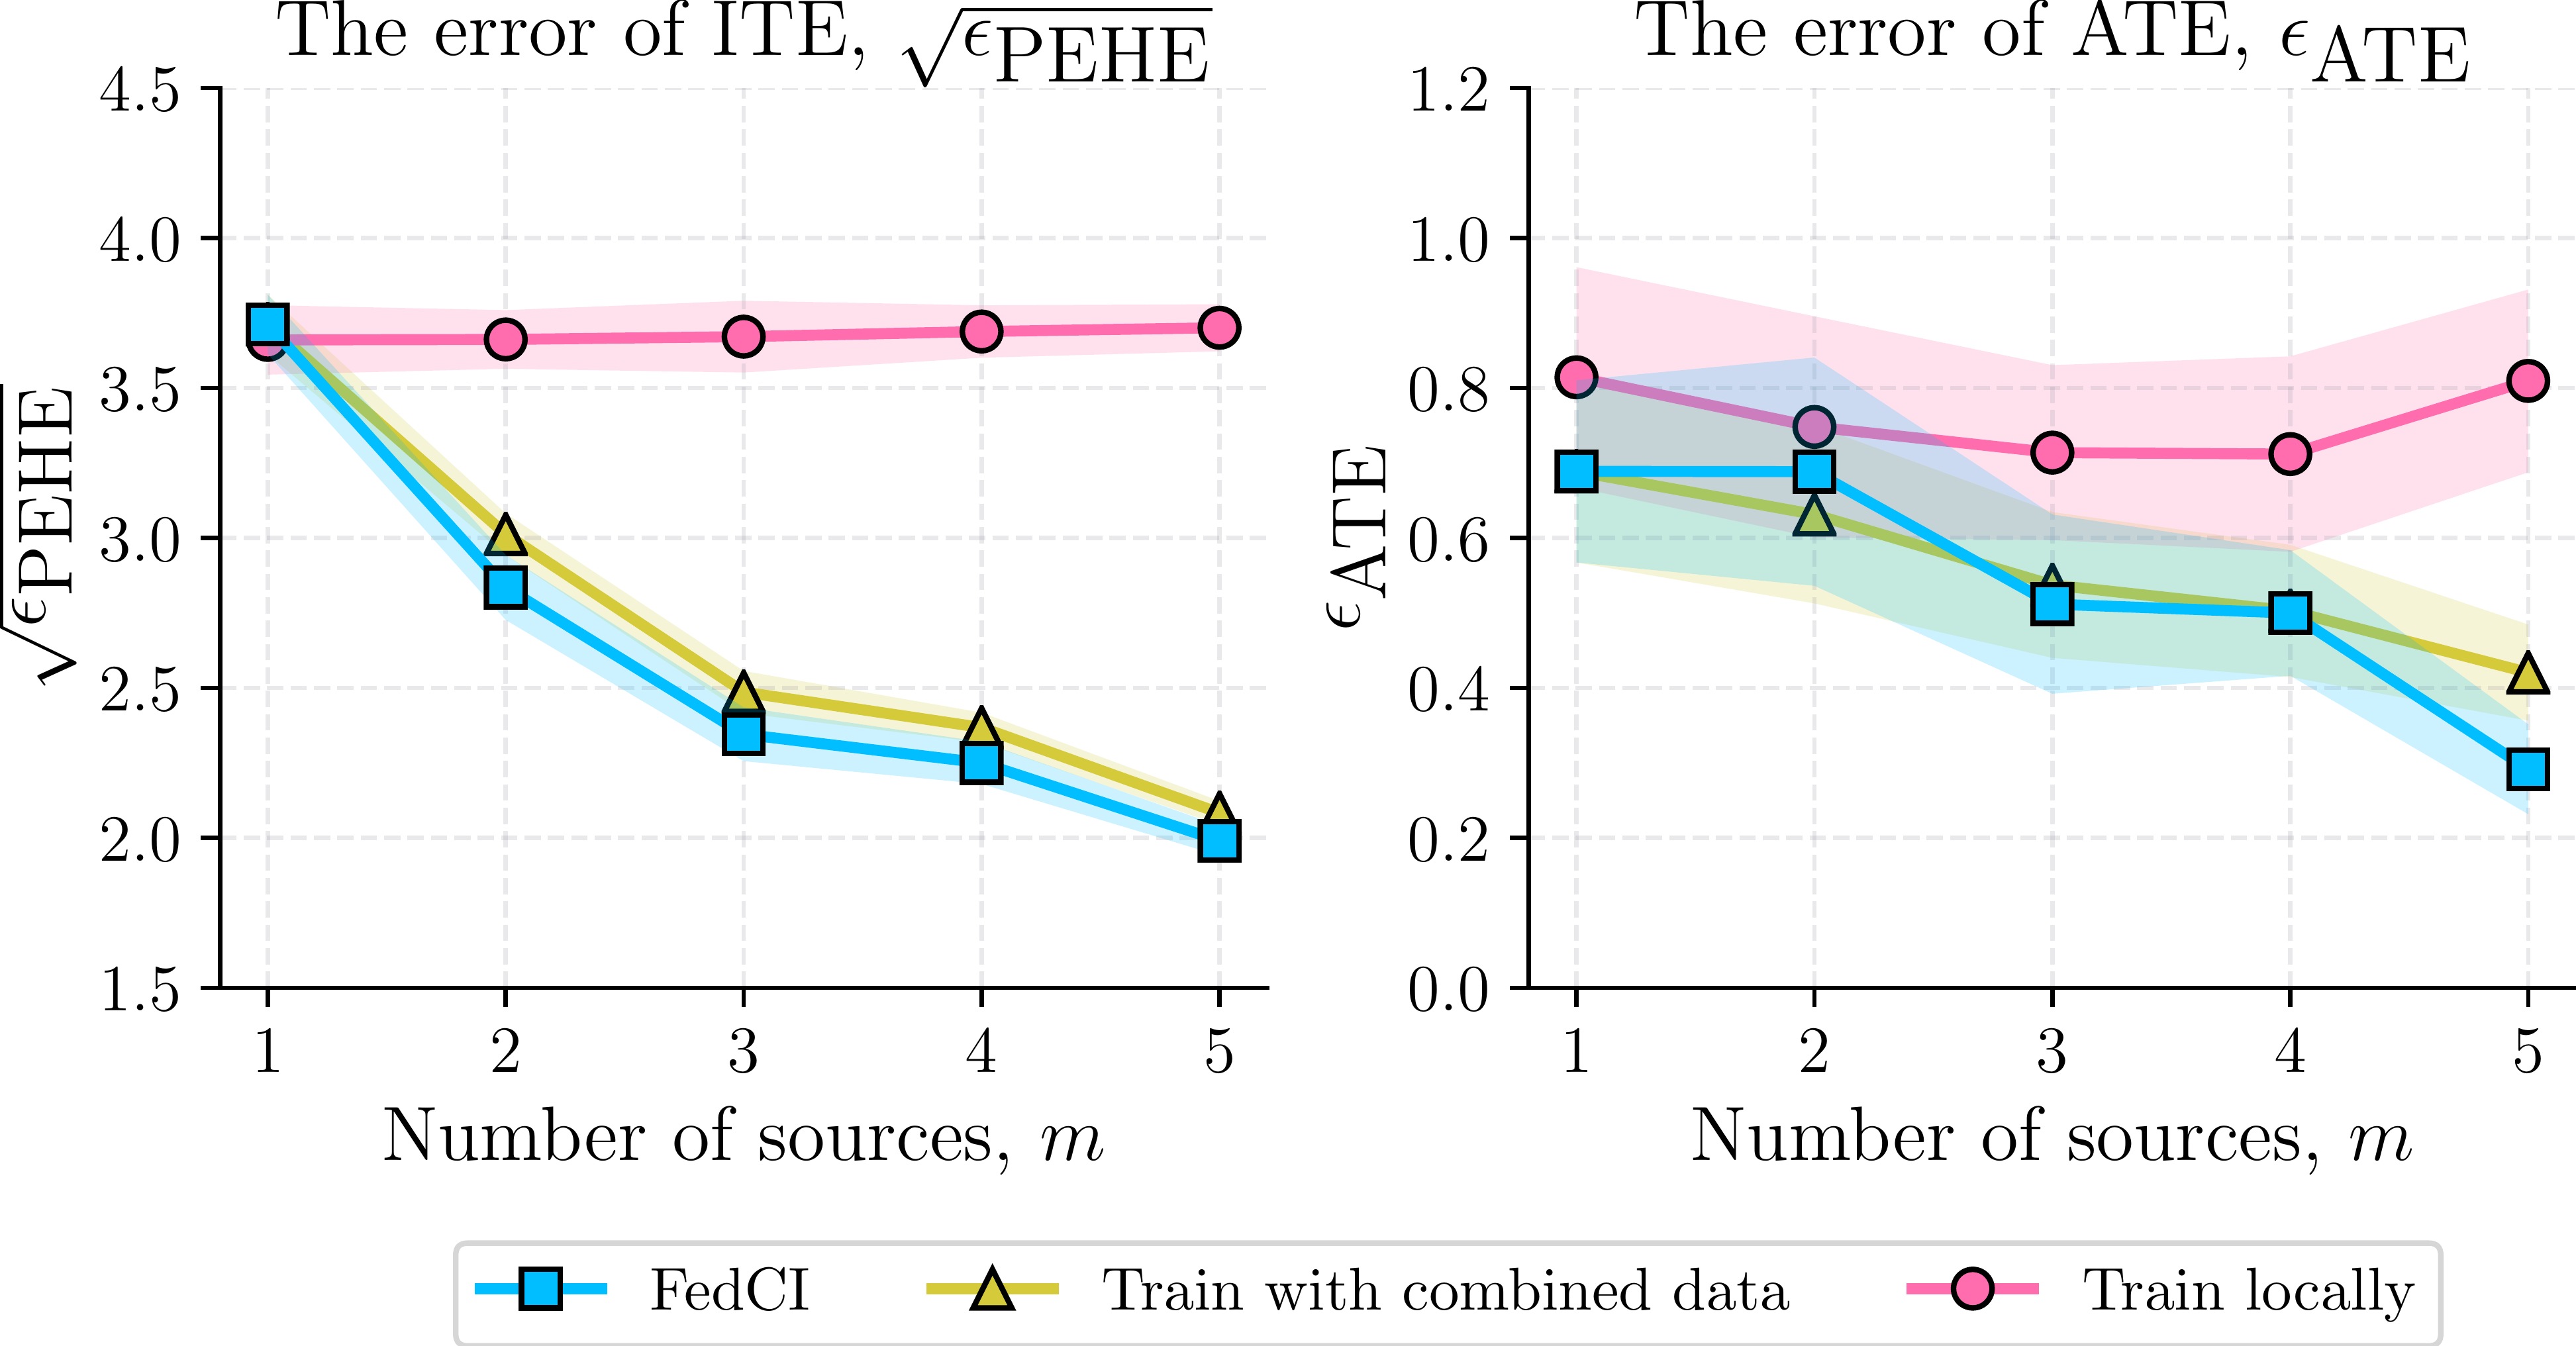 The error of ITE, √ϵPEHE
4.5
4.0
3.5
3.0
2.5
2.0
1.5
√ϵPEHE
1 2 3 4 5
Number of sources, m
The error of ATE, ϵATE
1.2
1.0
0.8
0.6
0.4
0.2
0.0
ϵATE
1 2 3 4 5
Number of sources, m
FedCI Train with combined data Train locally